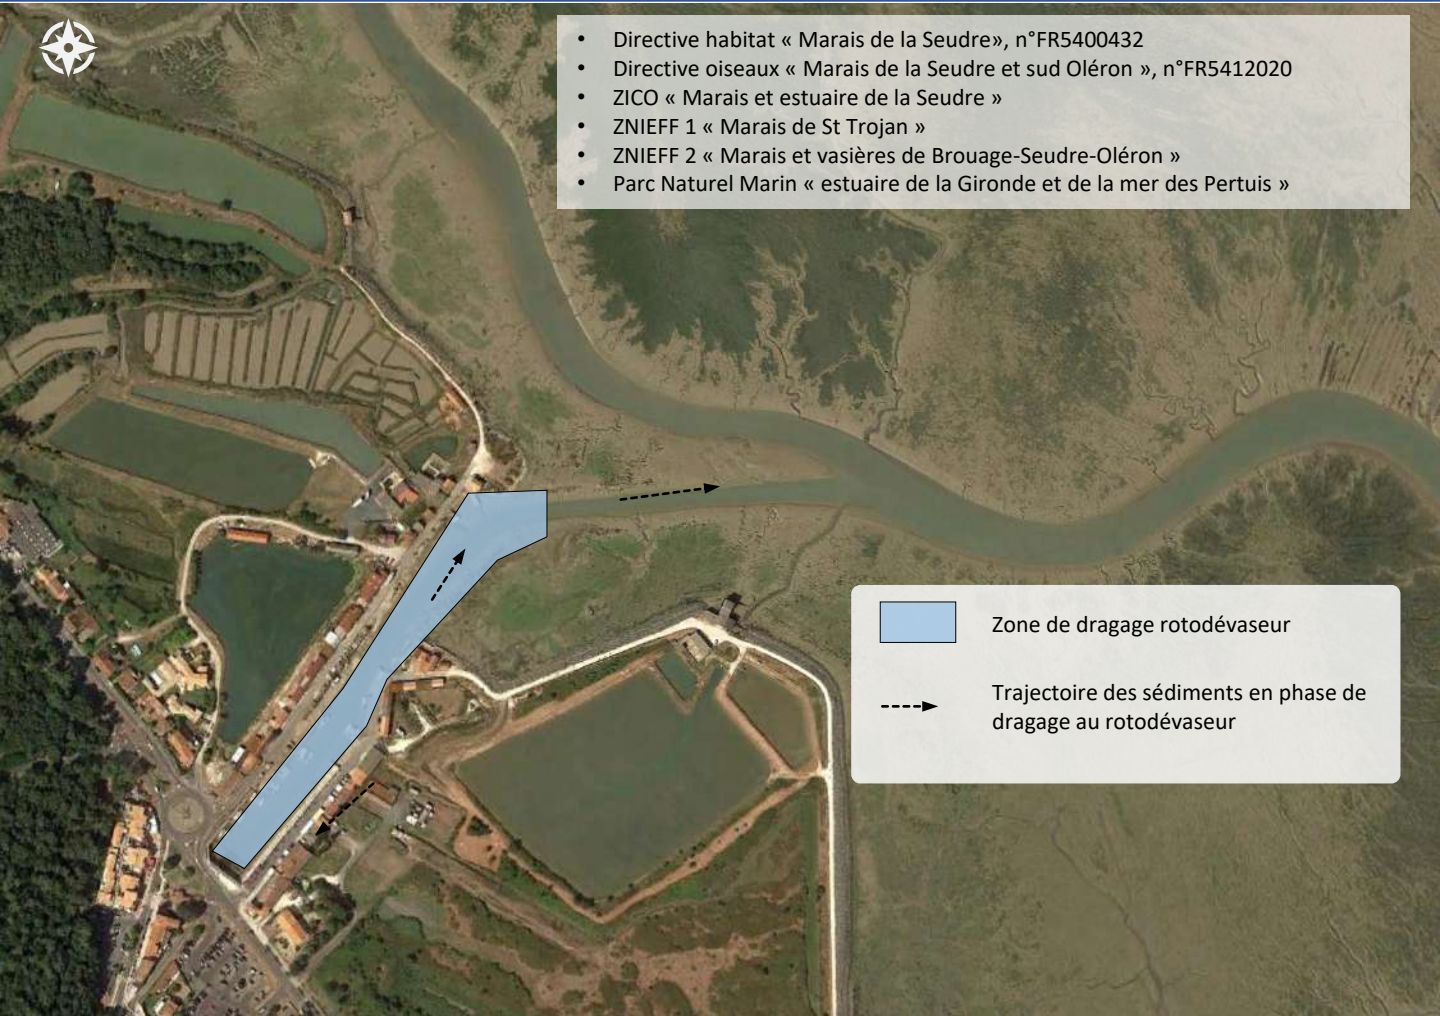 • Directive habitat « Marais de la Seudre», n°FR5400432
• Directive oiseaux « Marais de la Seudre et sud Oléron », n°FR5412020
• ZICO « Marais et estuaire de la Seudre »
• ZNIEFF 1 « Marais de St Trojan »
• ZNIEFF 2 « Marais et vasières de Brouage-Seudre-Oléron »
• Parc Naturel Marin « estuaire de la Gironde et de la mer des Pertuis »
Zone de dragage rotodévaseur
Trajectoire des sédiments en phase de
dragage au rotodévaseur